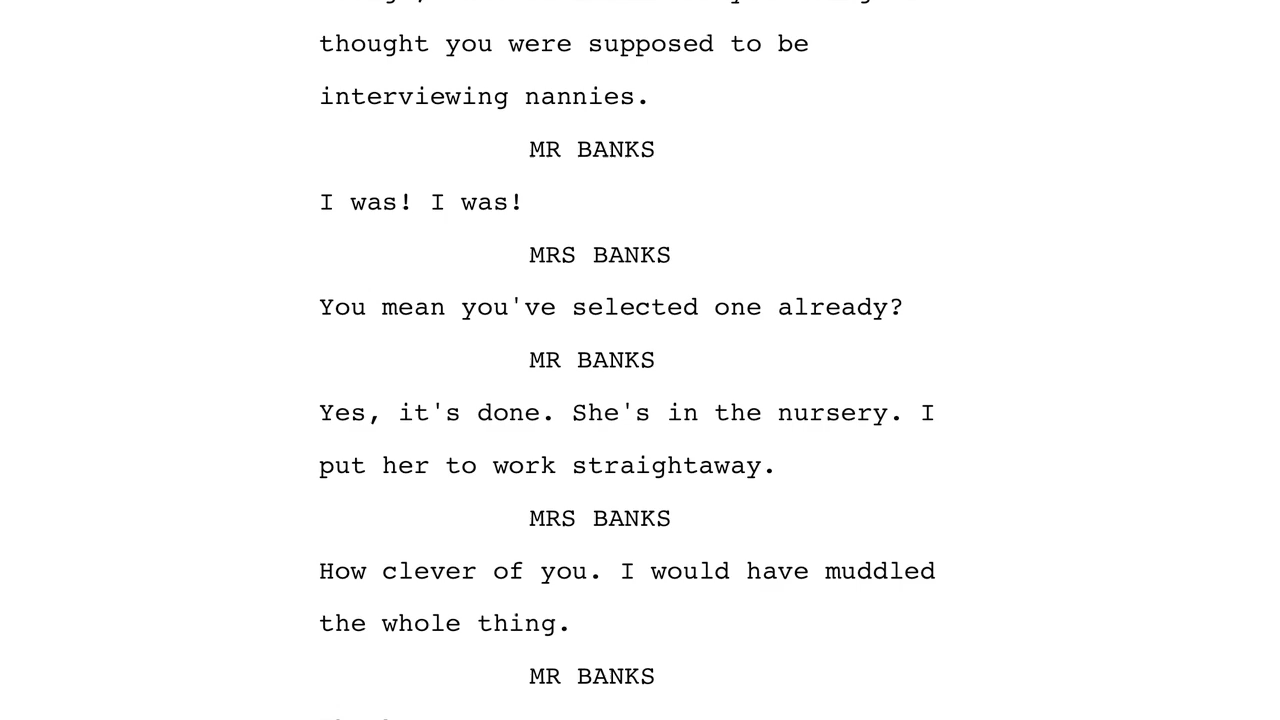 thought you were supposed to be
interviewing nannies.
MR BANKS
I was! I was!
MRS BANKS
You mean you've selected one already?
MR BANKS
Yes, it's done. She's in the nursery. I
put her to work straightaway.
MRS BANKS
How clever of you. I would have muddled
the whole thing.
MR BANKS